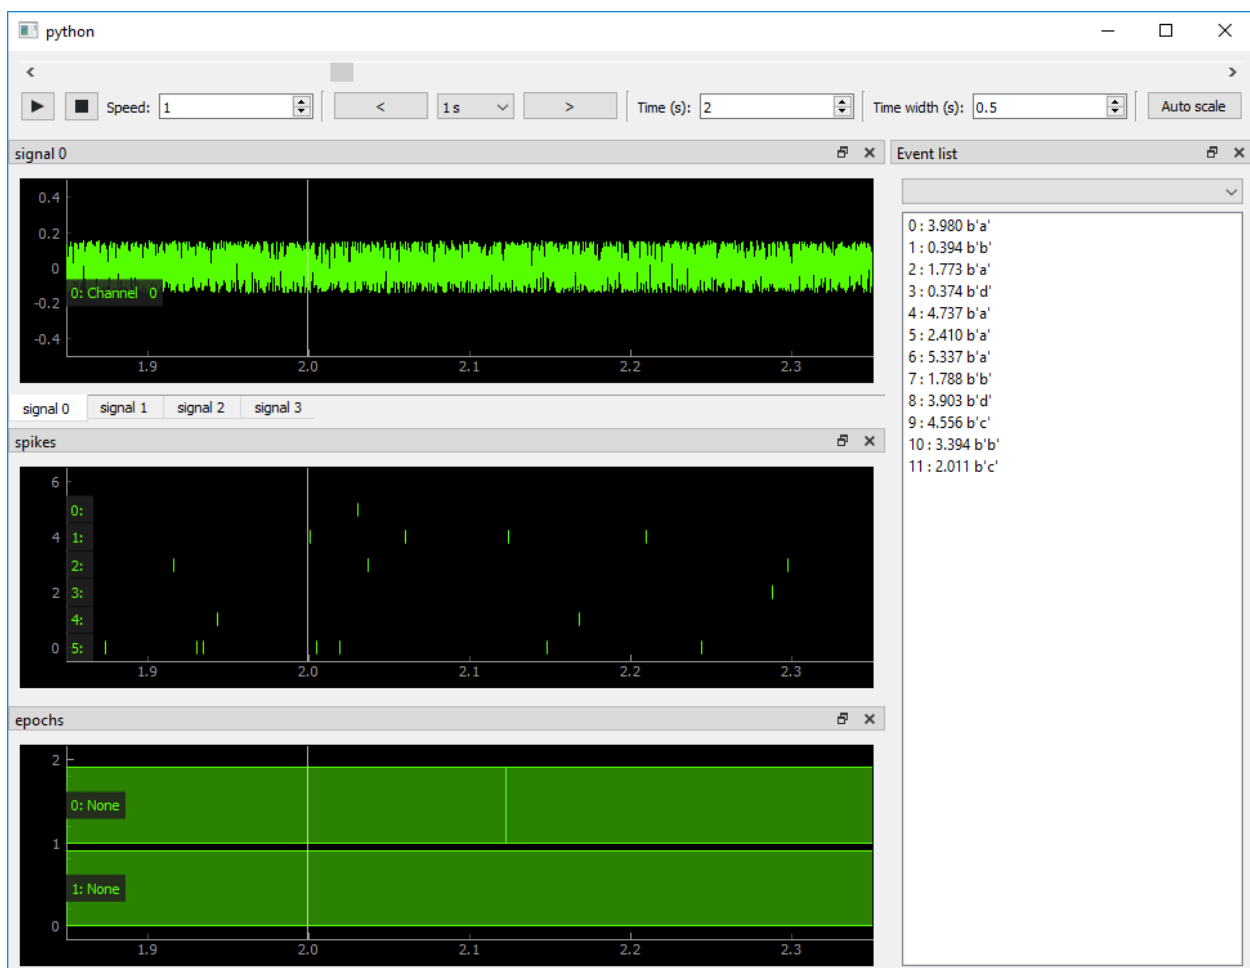 python
< >
Speed: 1 < 1 s > Time (s): 2 Time width (s): 0.5 Auto scale
signal 0
0.4
0.2
0
-0.2
-0.4
0: Channel 0
1.9 2.0 2.1 2.2 2.3
signal 0 signal 1 signal 2 signal 3
spikes
6
4
2
0
0:
1:
2:
3:
4:
5:
1.9 2.0 2.1 2.2 2.3
epochs
2
1
0
0: None
1: None
1.9 2.0 2.1 2.2 2.3
Event list
0 : 3.980 b'a'
1 : 0.394 b'b'
2 : 1.773 b'a'
3 : 0.374 b'd'
4 : 4.737 b'a'
5 : 2.410 b'a'
6 : 5.337 b'a'
7 : 1.788 b'b'
8 : 3.903 b'd'
9 : 4.556 b'c'
10 : 3.394 b'b'
11 : 2.011 b'c'